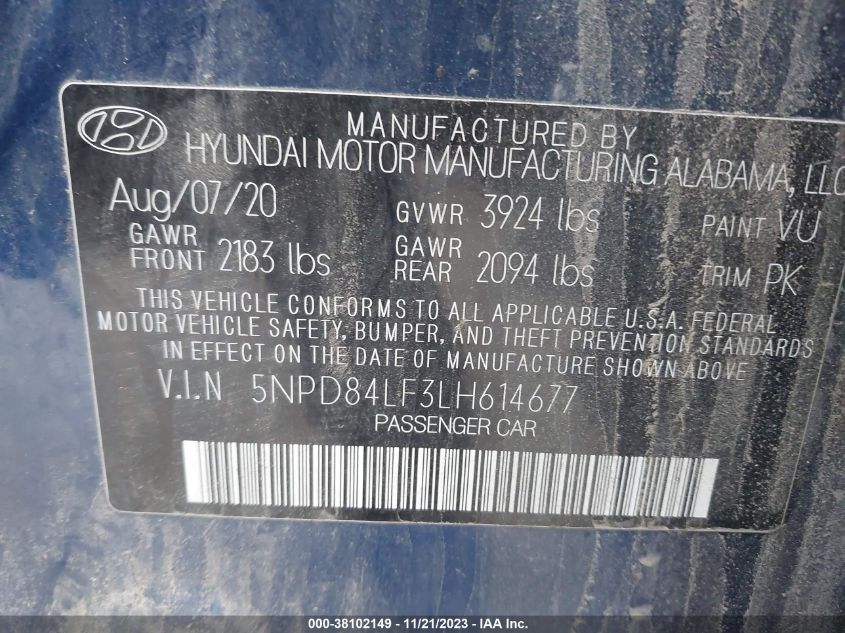 MANUFACTURED BY
HYUNDAI MOTOR MANUFACTURING ALABAMA, LLC
Aug/07/20 GVWR 3924 lbs PAINT VU
GAWR FRONT 2183 lbs GAWR REAR 2094 lbs TRIM PK
THIS VEHICLE CONFORMS TO ALL APPLICABLE U.S.A. FEDERAL
MOTOR VEHICLE SAFETY, BUMPER, AND THEFT PREVENTION STANDARDS
IN EFFECT ON THE DATE OF MANUFACTURE SHOWN ABOVE
V.I.N 5NPD84LF3LH614677
PASSENGER CAR
000-38102149 - 11/21/2023 - IAA Inc.